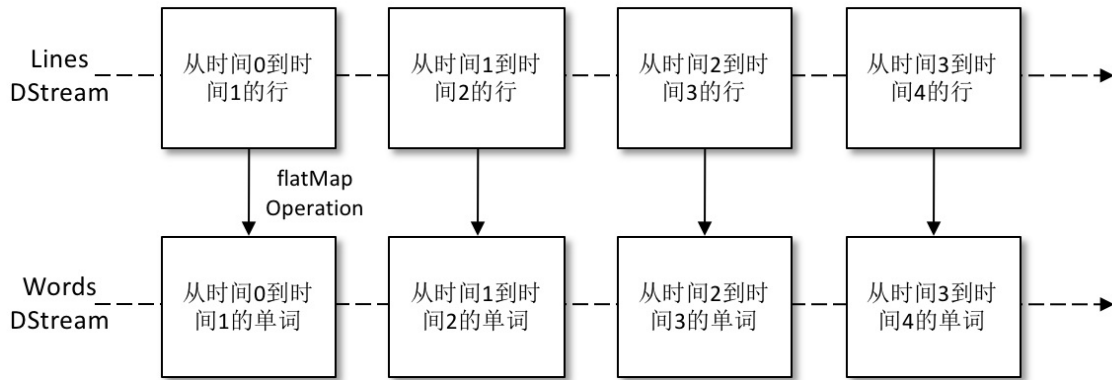 Lines
DStream
从时间0到时
间1的行
从时间1到时
间2的行
从时间2到时
间3的行
从时间3到时
间4的行
flatMap
Operation
Words
DStream
从时间0到时
间1的单词
从时间1到时
间2的单词
从时间2到时
间3的单词
从时间3到时
间4的单词